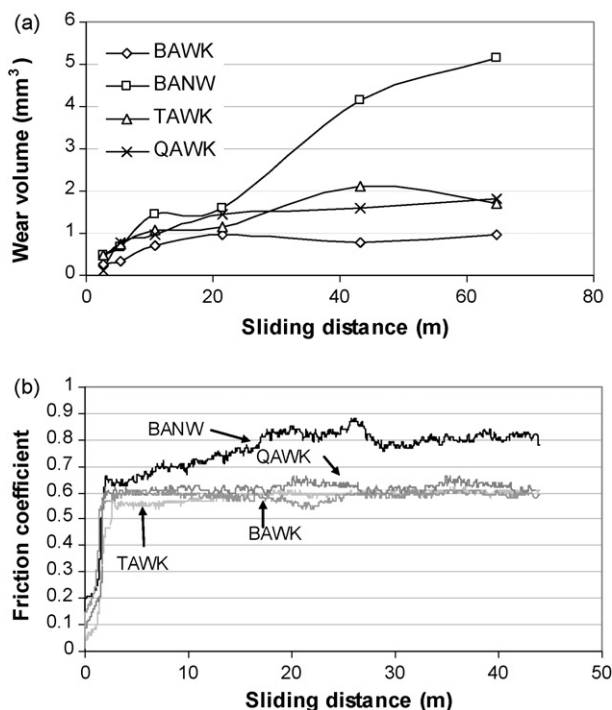 (a)
6
5
4
3
2
1
0
Wear volume (mm³)
BAWK
BANW
TAWK
QAWK
0 20 40 60 80
Sliding distance (m)
(b)
1
0.9
0.8
0.7
0.6
0.5
0.4
0.3
0.2
0.1
0
Friction coefficient
BANW
QAWK
BAWK
TAWK
0 10 20 30 40 50
Sliding distance (m)